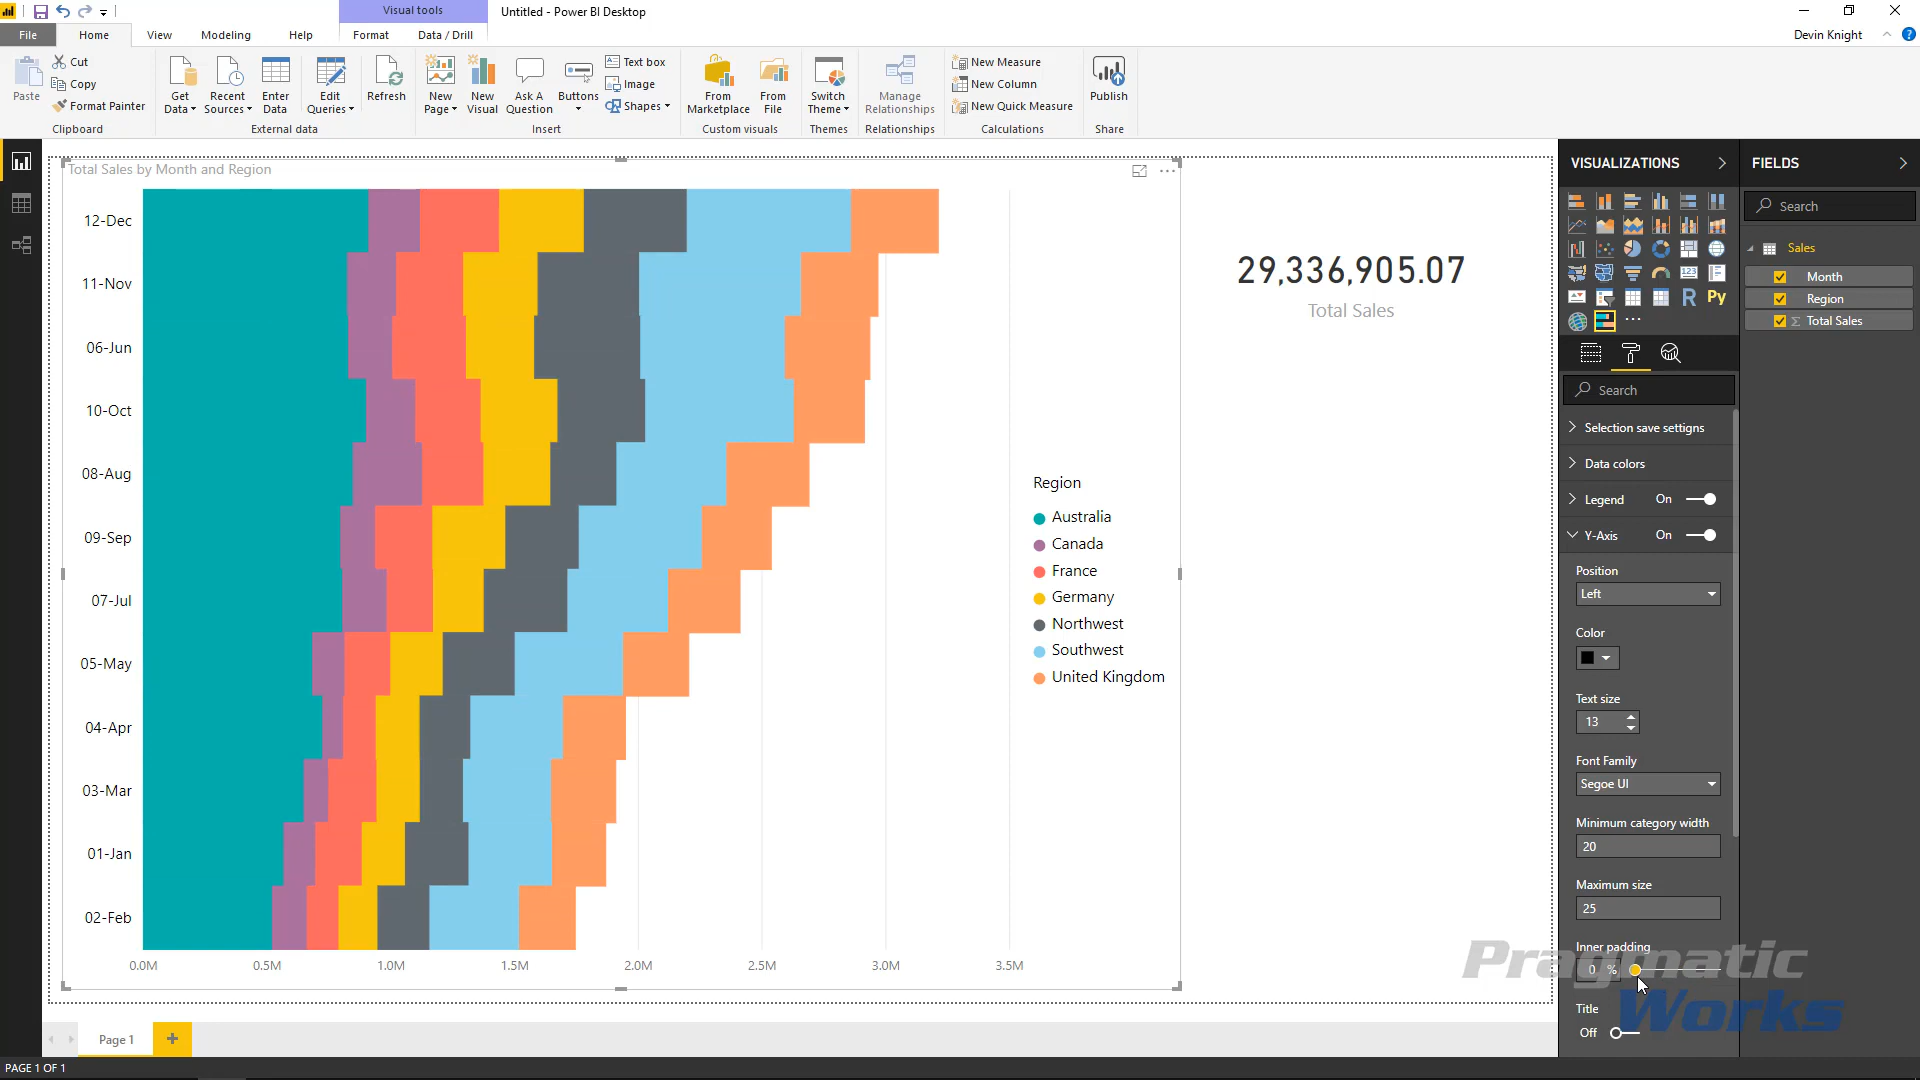 Visual tools
Untitled - Power BI Desktop
File
Home
View
Modeling
Help
Format
Data / Drill
Devin Knight
?
Paste
Cut
Copy
Format Painter
Clipboard
Get Data
Recent Sources
Enter Data
Edit Queries
Refresh
External data
New Page
New Visual
Ask A Question
Buttons
Text box
Image
Shapes
Insert
From Marketplace
From File
Custom visuals
Switch Theme
Themes
Manage Relationships
Relationships
New Measure
New Column
New Quick Measure
Calculations
Publish
Share
Total Sales by Month and Region
12-Dec
11-Nov
06-Jun
10-Oct
08-Aug
09-Sep
07-Jul
05-May
04-Apr
03-Mar
01-Jan
02-Feb
0.0M
0.5M
1.0M
1.5M
2.0M
2.5M
3.0M
3.5M
Region
Australia
Canada
France
Germany
Northwest
Southwest
United Kingdom
29,336,905.07
Total Sales
VISUALIZATIONS
123
R
Py
Search
Selection save settigns
Data colors
Legend On
Y-Axis On
Position
Left
Color
Text size
13
Font Family
Segoe UI
Minimum category width
20
Maximum size
25
Inner padding
0 %
Title
Off
FIELDS
Search
Sales
Month
Region
Σ Total Sales
Pragmatic
Works
Page 1
+
PAGE 1 OF 1